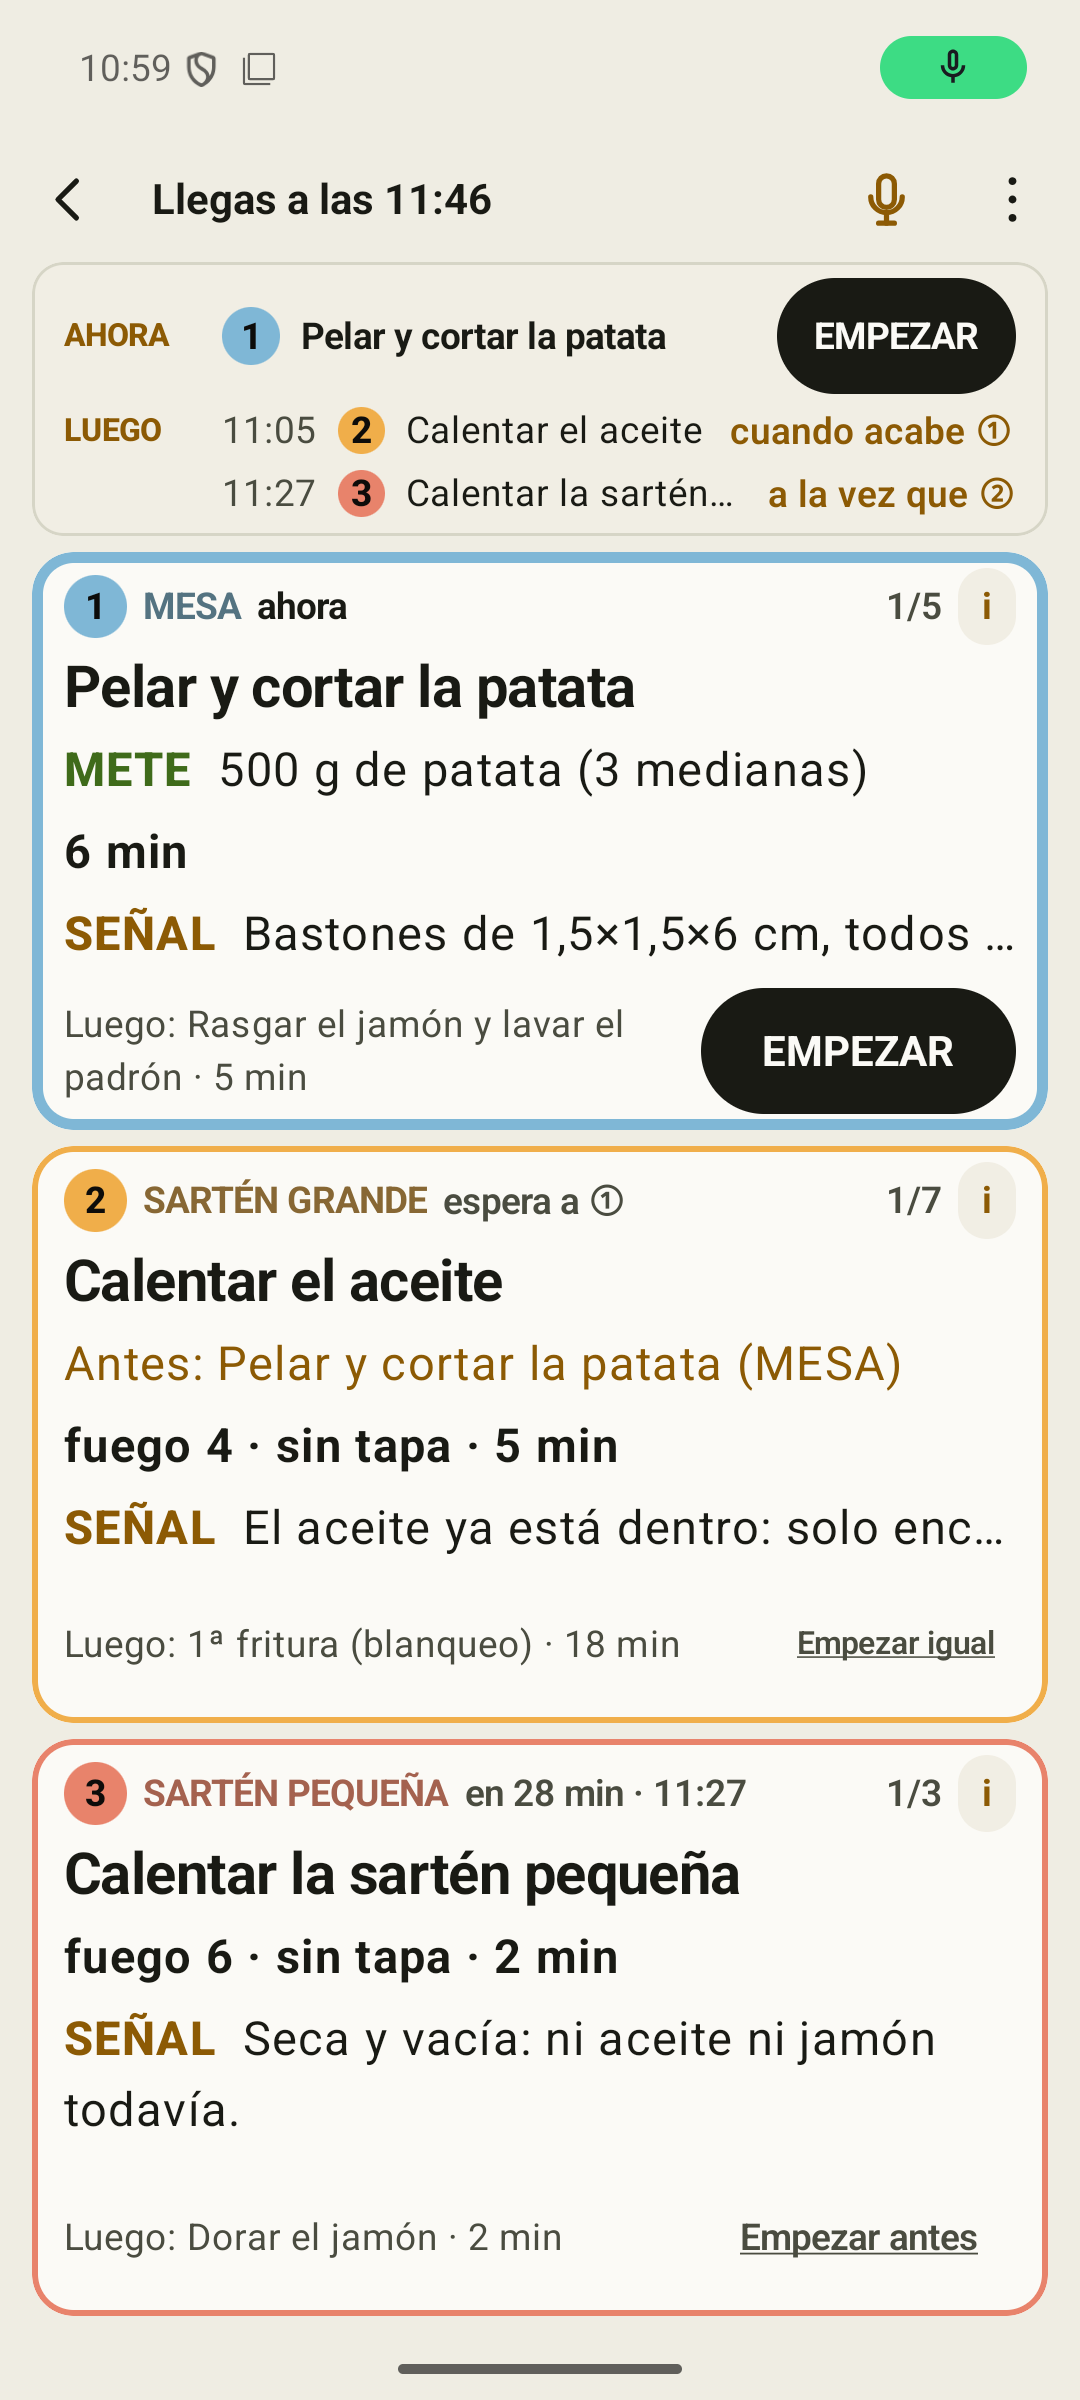 10:59
Llegas a las 11:46
AHORA 1 Pelar y cortar la patata EMPEZAR
LUEGO 11:05 2 Calentar el aceite cuando acabe ①
11:27 3 Calentar la sartén… a la vez que ②
1 MESA ahora 1/5 i
Pelar y cortar la patata
METE 500 g de patata (3 medianas)
6 min
SEÑAL Bastones de 1,5×1,5×6 cm, todos …
Luego: Rasgar el jamón y lavar el
padrón · 5 min
EMPEZAR
2 SARTÉN GRANDE espera a ① 1/7 i
Calentar el aceite
Antes: Pelar y cortar la patata (MESA)
fuego 4 · sin tapa · 5 min
SEÑAL El aceite ya está dentro: solo enc…
Luego: 1ª fritura (blanqueo) · 18 min Empezar igual
3 SARTÉN PEQUEÑA en 28 min · 11:27 1/3 i
Calentar la sartén pequeña
fuego 6 · sin tapa · 2 min
SEÑAL Seca y vacía: ni aceite ni jamón
todavía.
Luego: Dorar el jamón · 2 min Empezar antes